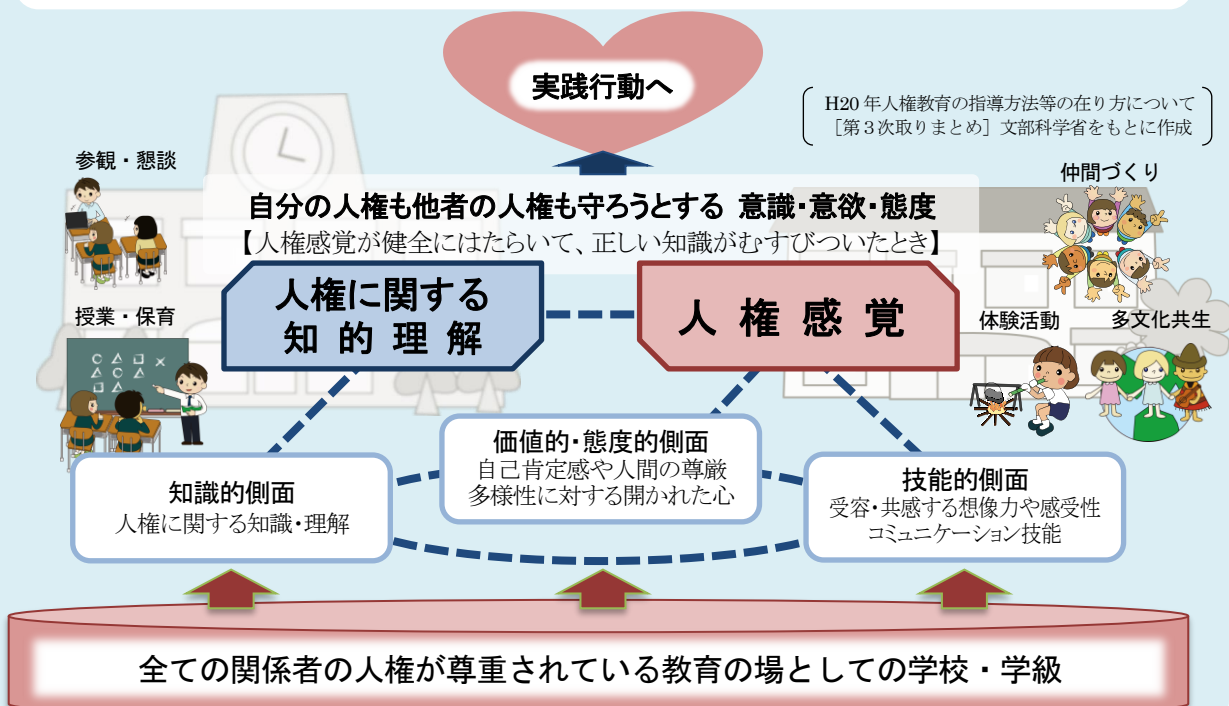 実践行動へ
H20年人権教育の指導方法等の在り方について
［第3次取りまとめ］文部科学省をもとに作成
参観・懇談
仲間づくり
自分の人権も他者の人権も守ろうとする 意識・意欲・態度
【人権感覚が健全にはたらいて、正しい知識がむすびついたとき】
人権に関する
知的理解
人権感覚
授業・保育
体験活動
多文化共生
価値的・態度的側面
自己肯定感や人間の尊厳
多様性に対する開かれた心
知識的側面
人権に関する知識・理解
技能的側面
受容・共感する想像力や感受性
コミュニケーション技能
全ての関係者の人権が尊重されている教育の場としての学校・学級